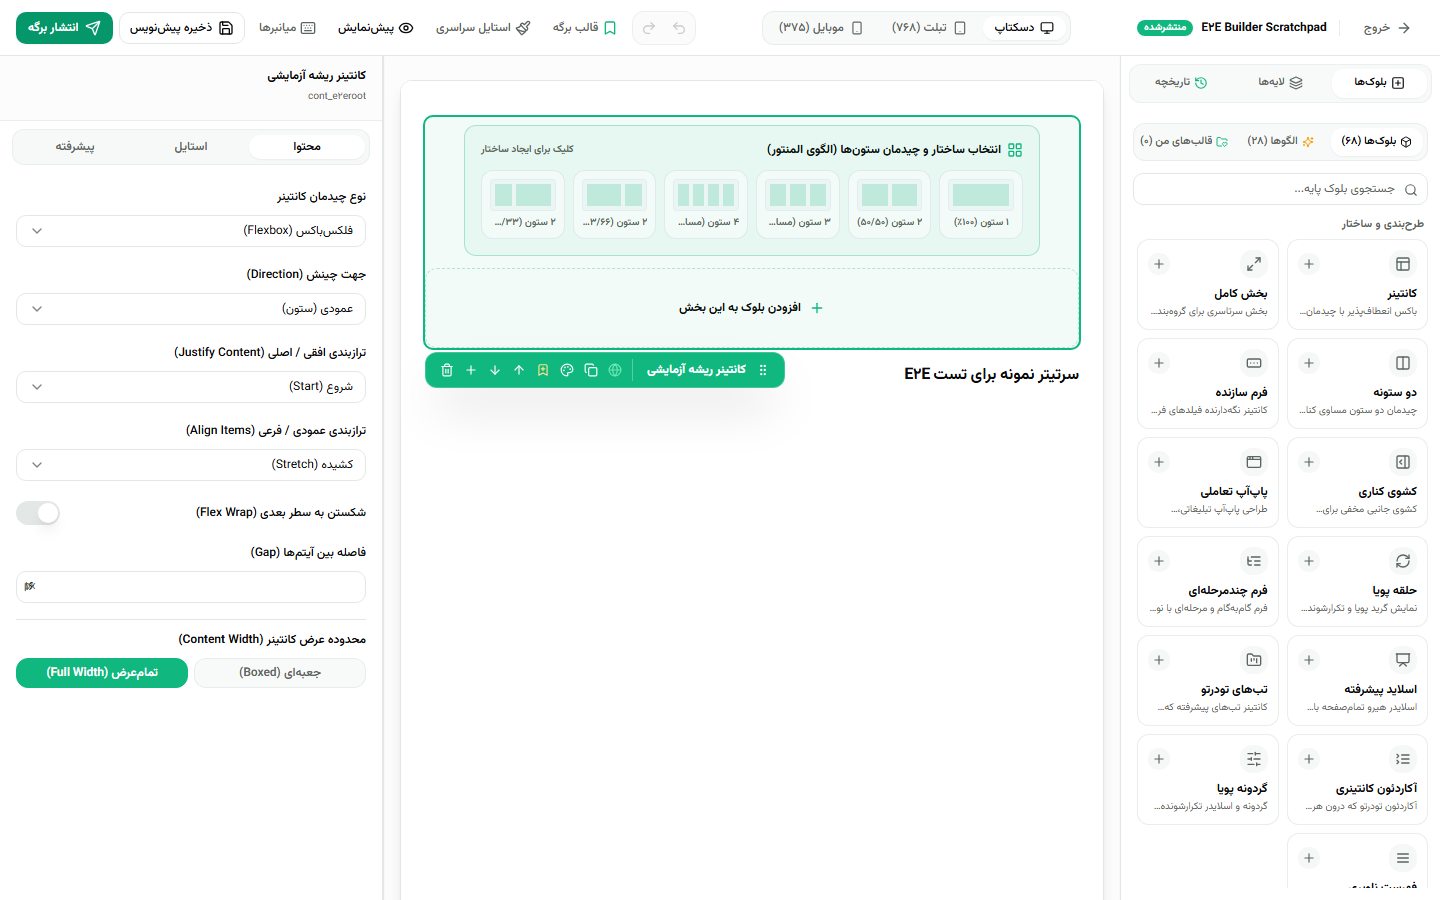 خروج
E۲E Builder Scratchpad
منتشرشده
دسکتاپ
تبلت (۷۶۸)
موبایل (۳۷۵)
قالب برگه
استایل سراسری
پیش‌نمایش
میانبرها
ذخیره پیش‌نویس
انتشار برگه
بلوک‌ها
لایه‌ها
تاریخچه
بلوک‌ها (۶۸)
الگوها (۲۸)
قالب‌های من (۰)
جستجوی بلوک پایه...
طرح‌بندی و ساختار
کانتینر
باکس انعطاف‌پذیر با چیدمان...
بخش کامل
بخش سرتاسری برای گروه‌بند...
دو ستونه
چیدمان دو ستون مساوی کنا...
فرم سازنده
کانتینر نگه‌دارنده فیلدهای فر...
کشوی کناری
کشوی جانبی مخفی برای...
پاپ‌آپ تعاملی
طراحی پاپ‌آپ تبلیغاتی،...
حلقه پویا
نمایش گرید پویا و تکرارشوند...
فرم چندمرحله‌ای
فرم گام‌به‌گام و مرحله‌ای با نو...
اسلاید پیشرفته
اسلایدر هیرو تمام‌صفحه با...
تب‌های تودرتو
کانتینر تب‌های پیشرفته که...
آکاردئون کانتینری
آکاردئون تودرتو که درون هر...
گردونه پویا
گردونه و اسلایدر تکرارشونده...
انتخاب ساختار و چیدمان ستون‌ها (الگوی المنتور)
کلیک برای ایجاد ساختار
۱ ستون (۱۰۰٪)
۲ ستون (۵۰/۵۰)
۳ ستون (مسا...
۴ ستون (مسا...
۲ ستون (۳/۶۶...
۲ ستون (۳۳/...
افزودن بلوک به این بخش
کانتینر ریشه آزمایشی
سرتیتر نمونه برای تست E۲E
کانتینر ریشه آزمایشی
cont_e۲eroot
محتوا
استایل
پیشرفته
نوع چیدمان کانتینر
فلکس‌باکس (Flexbox)
جهت چینش (Direction)
عمودی (ستون)
ترازبندی افقی / اصلی (Justify Content)
شروع (Start)
ترازبندی عمودی / فرعی (Align Items)
کشیده (Stretch)
شکستن به سطر بعدی (Flex Wrap)
فاصله بین آیتم‌ها (Gap)
محدوده عرض کانتینر (Content Width)
جعبه‌ای (Boxed)
تمام‌عرض (Full Width)